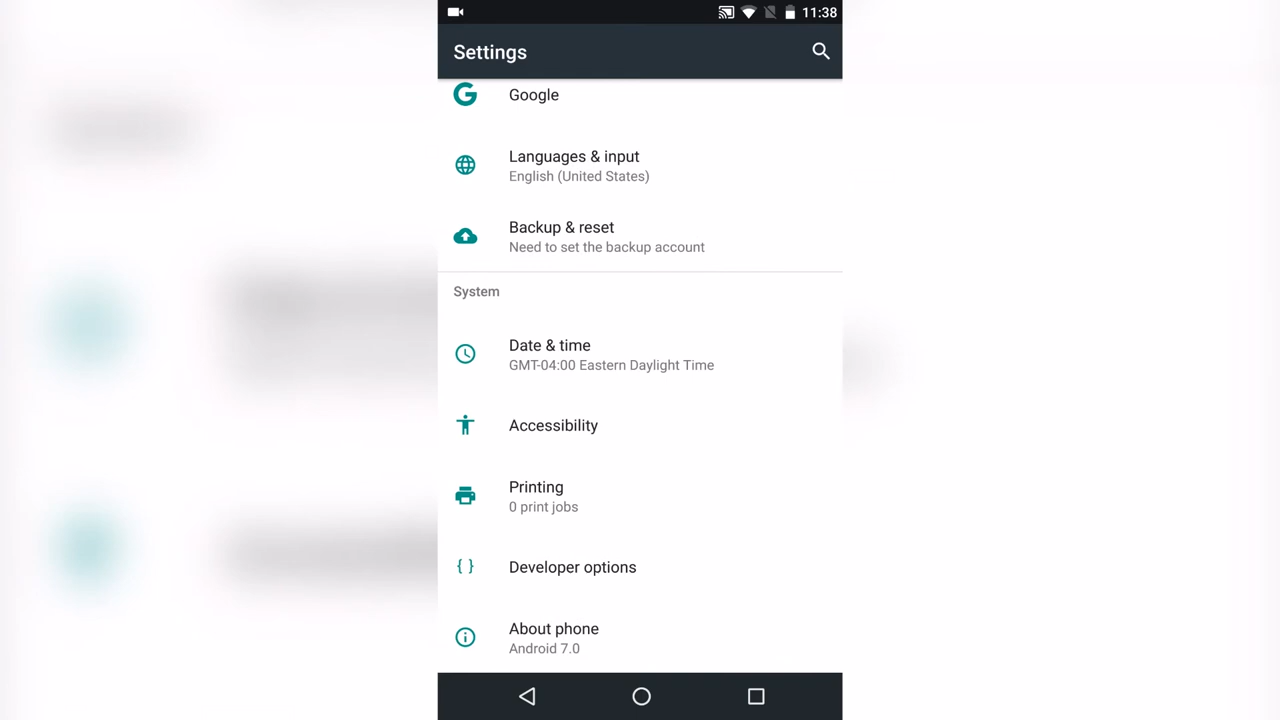 11:38
Settings
Google
Languages & input
English (United States)
Backup & reset
Need to set the backup account
System
Date & time
GMT-04:00 Eastern Daylight Time
Accessibility
Printing
0 print jobs
{ } Developer options
About phone
Android 7.0